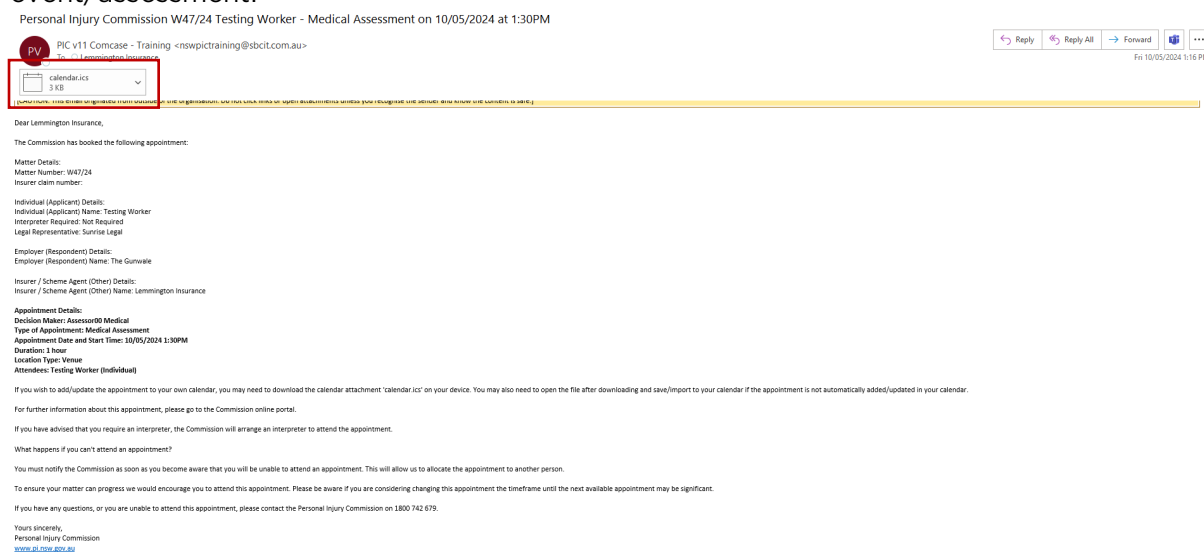 event/assessment.
Personal Injury Commission W47/24 Testing Worker - Medical Assessment on 10/05/2024 at 1:30PM
PV
PIC v11 Comcase - Training <nswpictraining@sbcit.com.au>
To Lemmington Insurance
Reply Reply All Forward
Fri 10/05/2024 1:16 P
calendar.ics
3 KB
[CAUTION: This email originated from outside of the organisation. Do not click links or open attachments unless you recognise the sender and know the content is safe.]
Dear Lemmington Insurance,
The Commission has booked the following appointment:
Matter Details:
Matter Number: W47/24
Insurer claim number:
Individual (Applicant) Details:
Individual (Applicant) Name: Testing Worker
Interpreter Required: Not Required
Legal Representative: Sunrise Legal
Employer (Respondent) Details:
Employer (Respondent) Name: The Gunwale
Insurer / Scheme Agent (Other) Details:
Insurer / Scheme Agent (Other) Name: Lemmington Insurance
Appointment Details:
Decision Maker: Assessor00 Medical
Type of Appointment: Medical Assessment
Appointment Date and Start Time: 10/05/2024 1:30PM
Duration: 1 hour
Location Type: Venue
Attendees: Testing Worker (Individual)
If you wish to add/update the appointment to your own calendar, you may need to download the calendar attachment 'calendar.ics' on your device. You may also need to open the file after downloading and save/import to your calendar if the appointment is not automatically added/updated in your calendar.
For further information about this appointment, please go to the Commission online portal.
If you have advised that you require an interpreter, the Commission will arrange an interpreter to attend the appointment.
What happens if you can't attend an appointment?
You must notify the Commission as soon as you become aware that you will be unable to attend an appointment. This will allow us to allocate the appointment to another person.
To ensure your matter can progress we would encourage you to attend this appointment. Please be aware if you are considering changing this appointment the timeframe until the next available appointment may be significant.
If you have any questions, or you are unable to attend this appointment, please contact the Personal Injury Commission on 1800 742 679.
Yours sincerely,
Personal Injury Commission
www.pi.nsw.gov.au